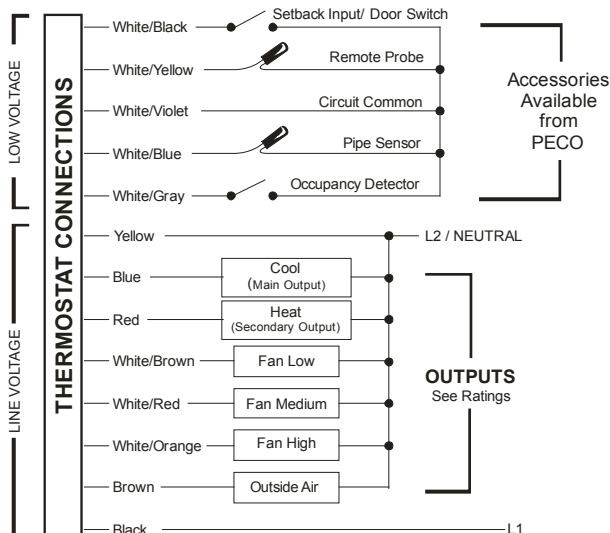 LOW VOLTAGE
LINE VOLTAGE
THERMOSTAT CONNECTIONS
White/Black
Setback Input/ Door Switch
White/Yellow
Remote Probe
White/Violet
Circuit Common
White/Blue
Pipe Sensor
White/Gray
Occupancy Detector
Accessories
Available
from
PECO
Yellow
L2 / NEUTRAL
Blue
Cool
(Main Output)
Red
Heat
(Secondary Output)
White/Brown
Fan Low
White/Red
Fan Medium
White/Orange
Fan High
Brown
Outside Air
OUTPUTS
See Ratings
Black
L1